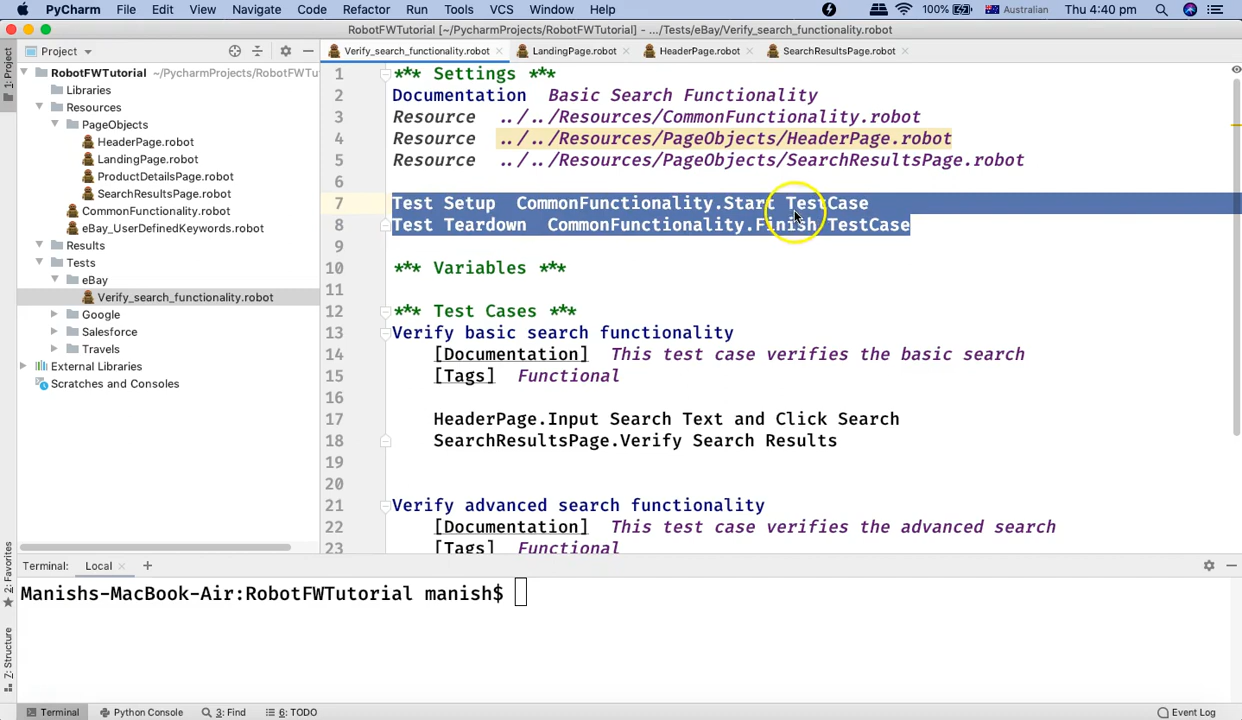 PyCharm File Edit View Navigate Code Refactor Run Tools VCS Window Help 100% Australian Thu 4:40 pm
RobotFWTutorial [~/PycharmProjects/RobotFWTutorial] - .../Tests/eBay/Verify_search_functionality.robot
Project
Verify_search_functionality.robot LandingPage.robot HeaderPage.robot SearchResultsPage.robot
1: Project
RobotFWTutorial ~/PycharmProjects/RobotFWTu
Libraries
Resources
PageObjects
HeaderPage.robot
LandingPage.robot
ProductDetailsPage.robot
SearchResultsPage.robot
CommonFunctionality.robot
eBay_UserDefinedKeywords.robot
Results
Tests
eBay
Verify_search_functionality.robot
Google
Salesforce
Travels
External Libraries
Scratches and Consoles
1 *** Settings ***
2 Documentation Basic Search Functionality
3 Resource ../../Resources/CommonFunctionality.robot
4 Resource ../../Resources/PageObjects/HeaderPage.robot
5 Resource ../../Resources/PageObjects/SearchResultsPage.robot
6
7 Test Setup CommonFunctionality.Start TestCase
8 Test Teardown CommonFunctionality.Finish TestCase
9
10 *** Variables ***
11
12 *** Test Cases ***
13 Verify basic search functionality
14 [Documentation] This test case verifies the basic search
15 [Tags] Functional
16
17 HeaderPage.Input Search Text and Click Search
18 SearchResultsPage.Verify Search Results
19
20
21 Verify advanced search functionality
22 [Documentation] This test case verifies the advanced search
23 [Tags] Functional
2: Favorites
7: Structure
Terminal: Local
Manishs-MacBook-Air:RobotFWTutorial manish$
Terminal Python Console 3: Find 6: TODO Event Log